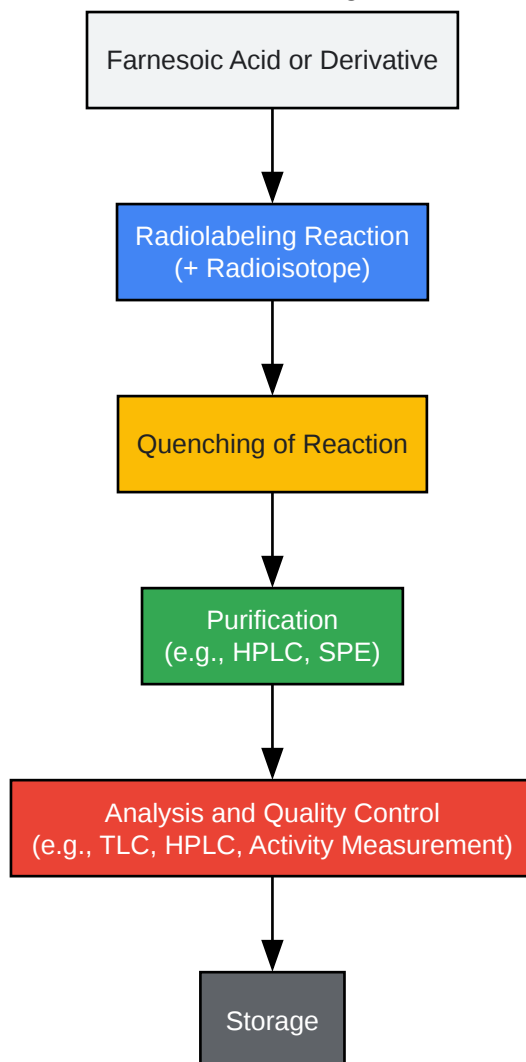 Farnesoic Acid or Derivative
Radiolabeling Reaction
(+ Radioisotope)
Quenching of Reaction
Purification
(e.g., HPLC, SPE)
Analysis and Quality Control
(e.g., TLC, HPLC, Activity Measurement)
Storage